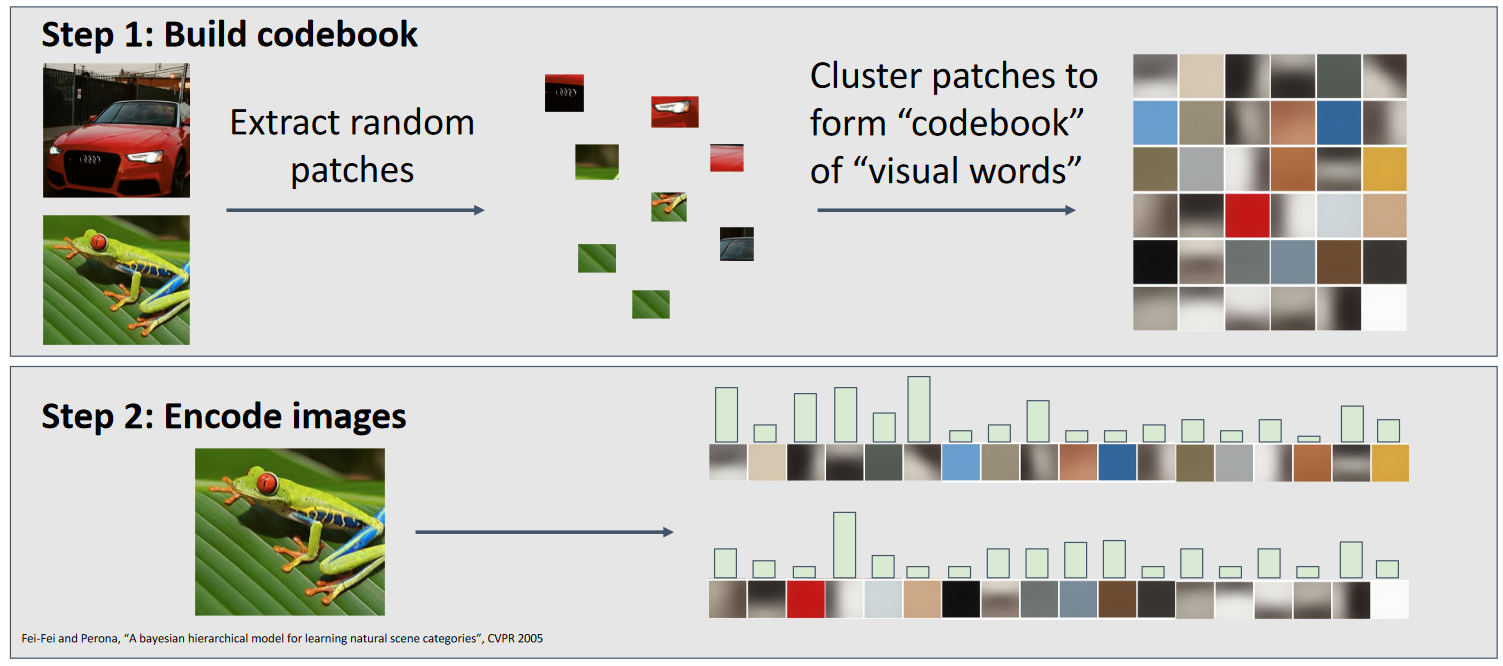 Step 1: Build codebook
Extract random
patches
Cluster patches to
form “codebook”
of “visual words”
Step 2: Encode images
Fei-Fei and Perona, “A bayesian hierarchical model for learning natural scene categories”, CVPR 2005